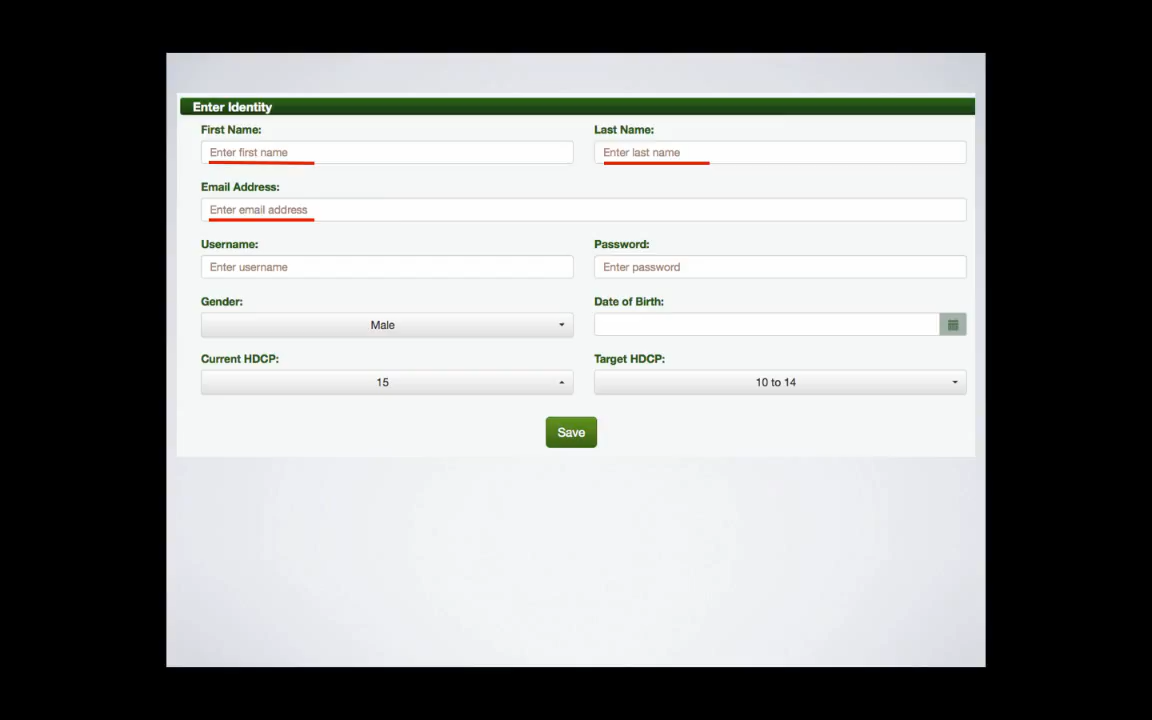 Enter Identity
First Name: Last Name:
Enter first name Enter last name
Email Address:
Enter email address
Username: Password:
Enter username Enter password
Gender: Date of Birth:
Male
Current HDCP: Target HDCP:
15 10 to 14
Save